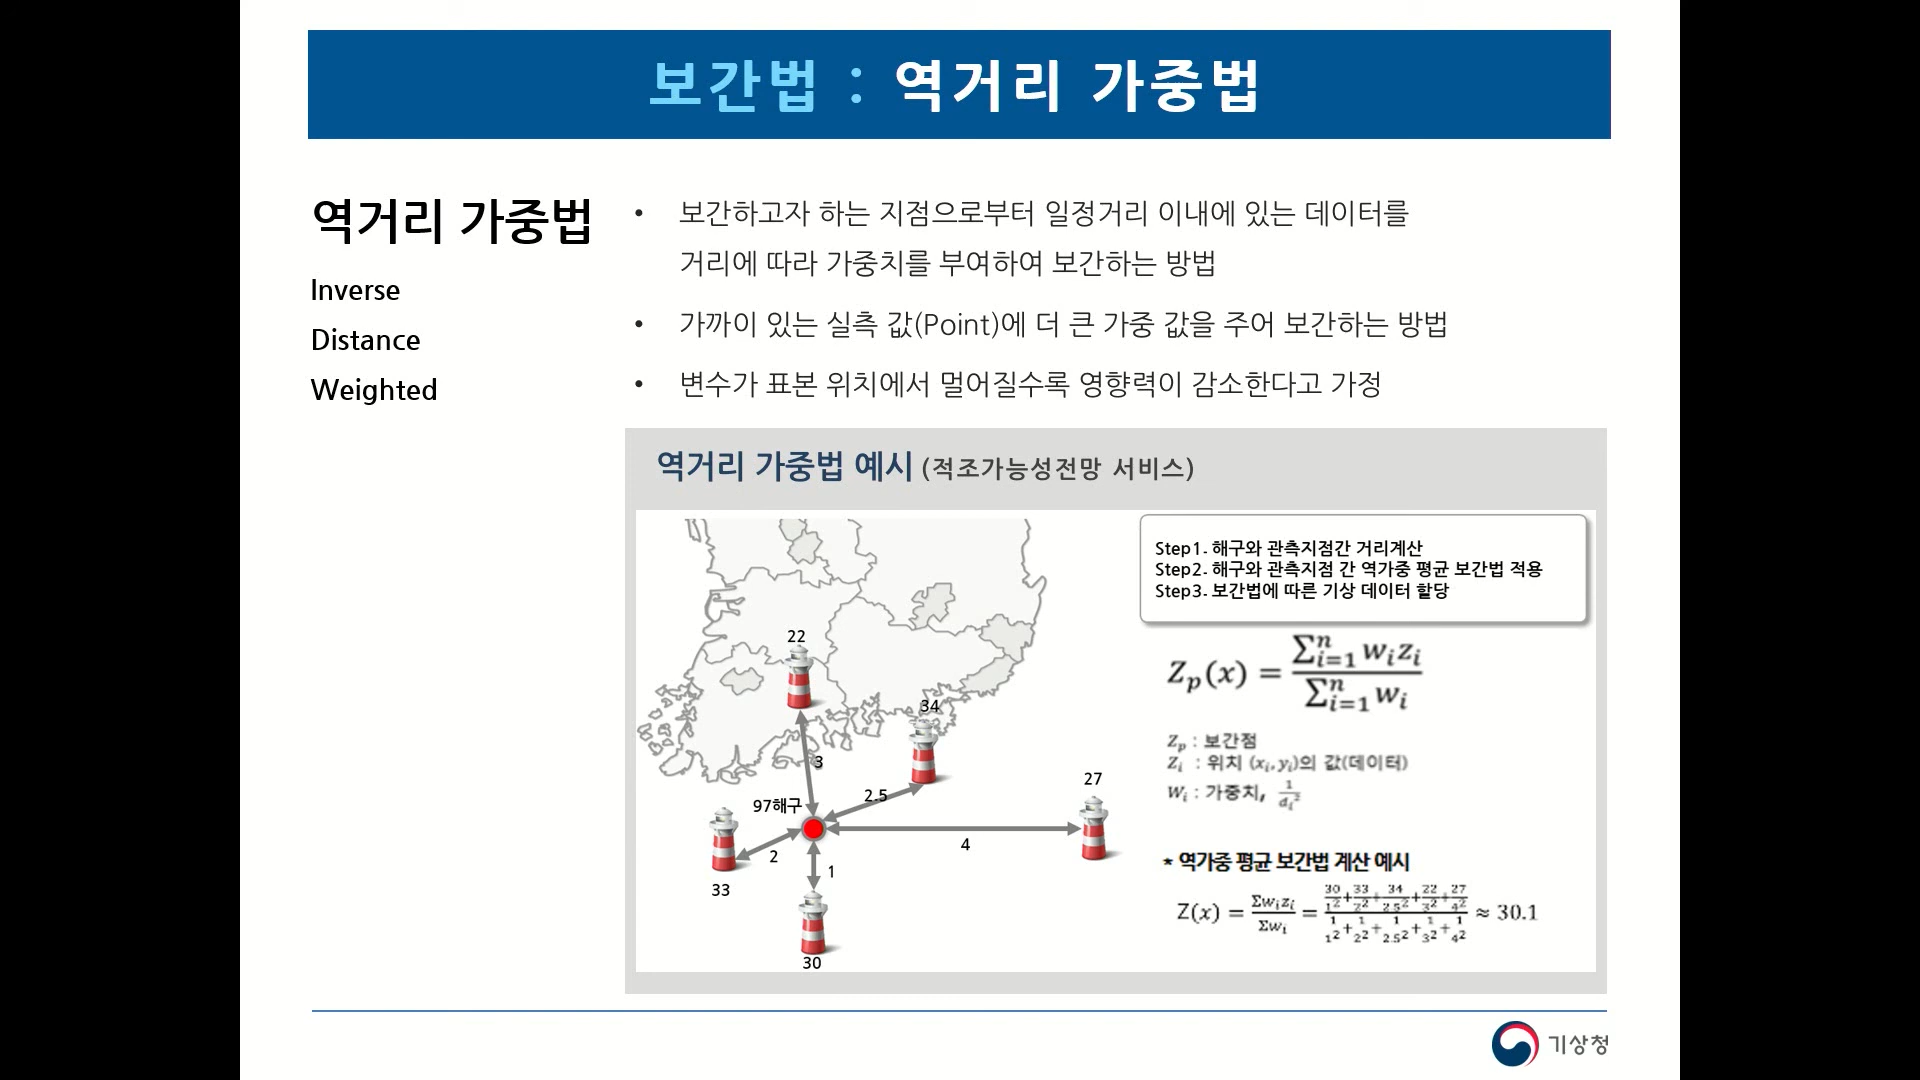 보간법 : 역거리 가중법
역거리 가중법
Inverse
Distance
Weighted
• 보간하고자 하는 지점으로부터 일정거리 이내에 있는 데이터를
거리에 따라 가중치를 부여하여 보간하는 방법
• 가까이 있는 실측 값(Point)에 더 큰 가중 값을 주어 보간하는 방법
• 변수가 표본 위치에서 멀어질수록 영향력이 감소한다고 가정
역거리 가중법 예시 (적조가능성전망 서비스)
22
34
27
3
2.5
97해구
4
2
1
33
30
Step1. 해구와 관측지점간 거리계산
Step2. 해구와 관측지점 간 역가중 평균 보간법 적용
Step3. 보간법에 따른 기상 데이터 할당
Zₚ(x) = ∑ⁿᵢ₌₁ wᵢzᵢ / ∑ⁿᵢ₌₁ wᵢ
Zₚ : 보간점
Zᵢ : 위치 (xᵢ, yᵢ)의 값(데이터)
Wᵢ : 가중치, 1/dᵢ²
* 역가중 평균 보간법 계산 예시
Z(x) = Σwᵢzᵢ / Σwᵢ = (30/1² + 33/2² + 34/2.5² + 22/3² + 27/4²) / (1/1² + 1/2² + 1/2.5² + 1/3² + 1/4²) ≈ 30.1
기상청